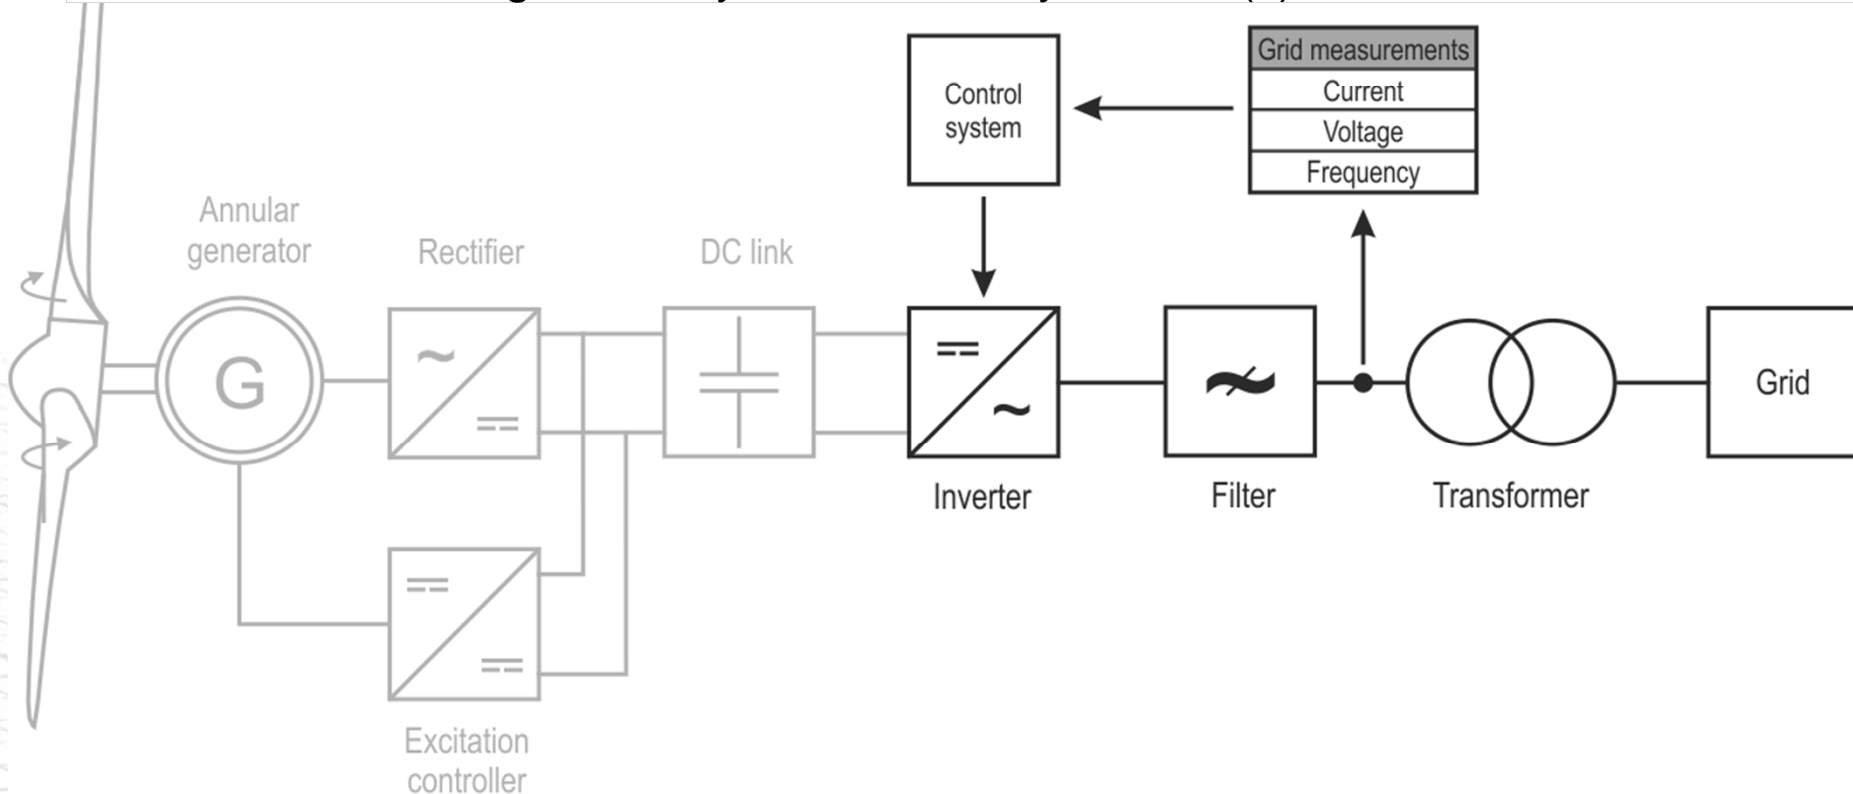 Control
system
Grid measurements
Current
Voltage
Frequency
Annular
generator
Rectifier
DC link
G
Grid
Inverter
Filter
Transformer
Excitation
controller